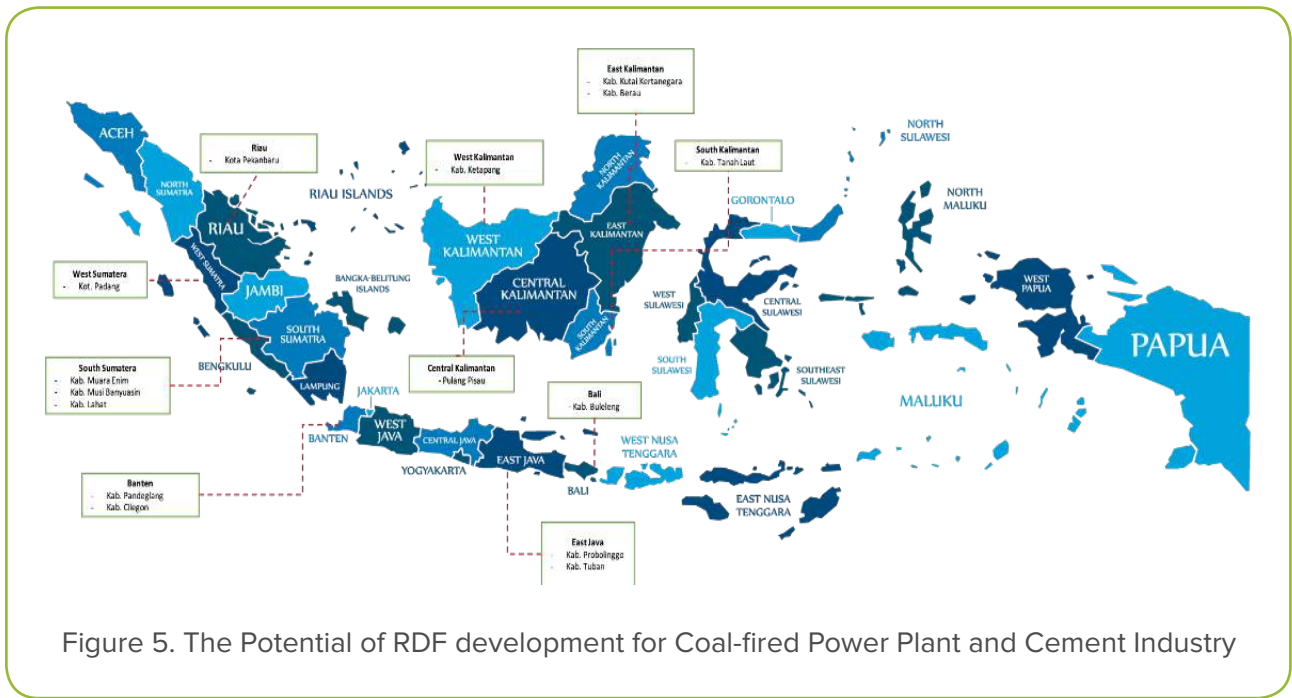 East Kalimantan
- Kab. Kutai Kertanegara
- Kab. Berau
ACEH
NORTH
SUMATRA
Riau
- Kota Pekanbaru
RIAU ISLANDS
West Kalimantan
- Kab. Ketapang
NORTH
KALIMANTAN
South Kalimantan
- Kab. Tanah Laut
NORTH
SULAWESI
GORONTALO
NORTH
MALUKU
RIAU
WEST SUMATRA
West Sumatera
- Kot. Padang
JAMBI
BANGKA-BELITUNG
ISLANDS
WEST
KALIMANTAN
EAST
KALIMANTAN
CENTRAL
KALIMANTAN
SOUTH
KALIMANTAN
WEST
SULAWESI
CENTRAL
SULAWESI
WEST
PAPUA
PAPUA
SOUTH
SUMATRA
BENGKULU
South Sumatera
- Kab. Muara Enim
- Kab. Musi Banyuasin
- Kab. Lahat
LAMPUNG
Central Kalimantan
- Pulang Pisau
SOUTH
SULAWESI
SOUTHEAST
SULAWESI
MALUKU
JAKARTA
BANTEN
WEST
JAVA
CENTRAL JAVA
YOGYAKARTA
EAST JAVA
Bali
- Kab. Buleleng
BALI
WEST NUSA
TENGGARA
EAST NUSA
TENGGARA
Banten
- Kab. Pandeglang
- Kab. Cilegon
East Java
- Kab. Probolinggo
- Kab. Tuban
Figure 5. The Potential of RDF development for Coal-fired Power Plant and Cement Industry